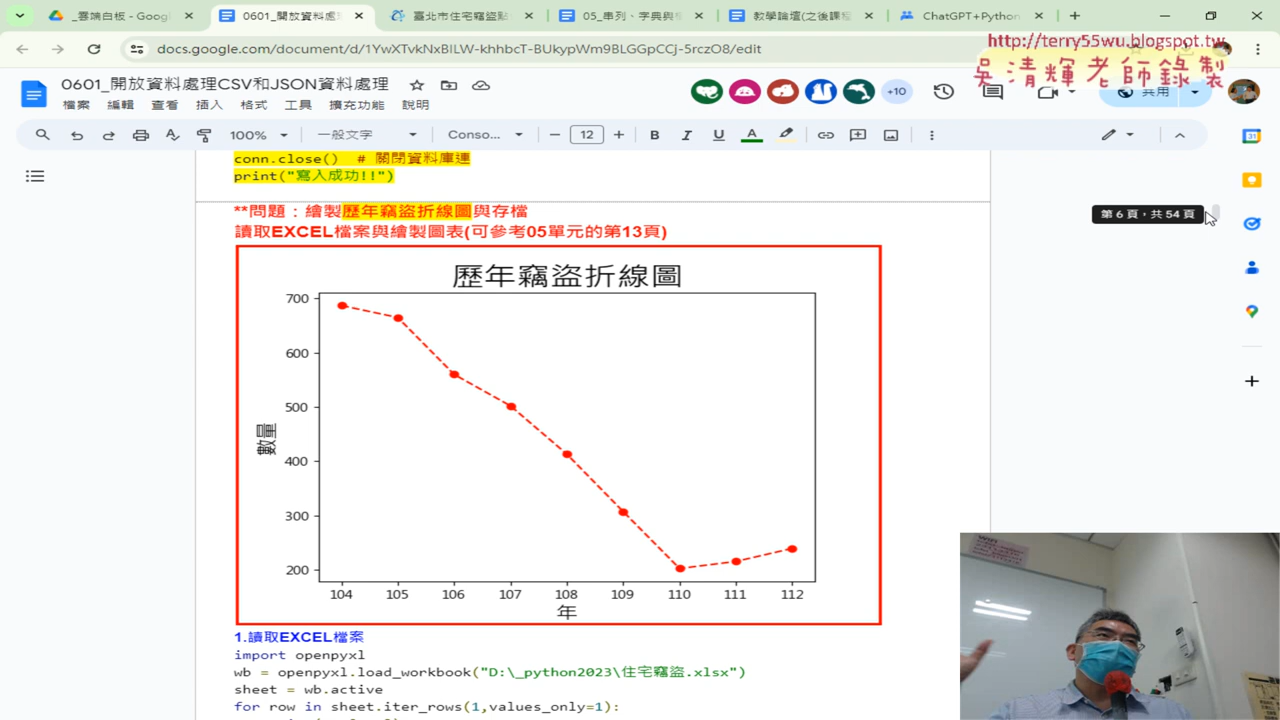 _雲端白板 - Googl
0601_開放資料處
臺北市住宅竊盜點
05_串列、字典與
教學論壇(之後課程
ChatGPT+Python
docs.google.com/document/d/1YwXTvkNxBILW-khhbcT-BUkypWm9BLGGpCCj-5rczO8/edit
http://terry55wu.blogspot.tw
吳清輝老師錄製
0601_開放資料處理CSV和JSON資料處理
+10
共用
檔案 編輯 查看 插入 格式 工具 擴充功能 說明
100% 一般文字 Conso... 12 B I U A
conn.close() # 關閉資料庫連
print("寫入成功!!")
**問題：繪製歷年竊盜折線圖與存檔
第 6 頁，共 54 頁
讀取EXCEL檔案與繪製圖表(可參考05單元的第13頁)
歷年竊盜折線圖
700
600
500
400
300
200
數量
104 105 106 107 108 109 110 111 112
年
1.讀取EXCEL檔案
import openpyxl
wb = openpyxl.load_workbook("D:\_python2023\住宅竊盜.xlsx")
sheet = wb.active
for row in sheet.iter_rows(1,values_only=1):